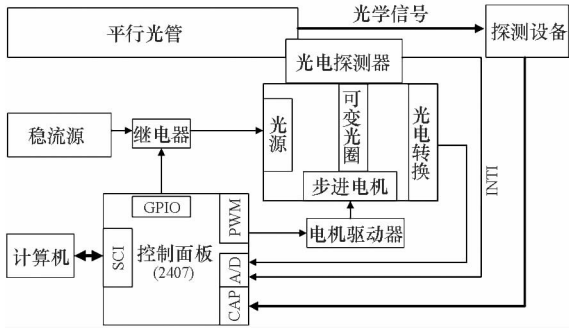 平行光管
光学信号
探测设备
光电探测器
光源
可变光圈
光电转换
稳流源
继电器
步进电机
INTI
GPIO
PWM
电机驱动器
计算机
SCI
控制面板
(2407)
A/D
CAP